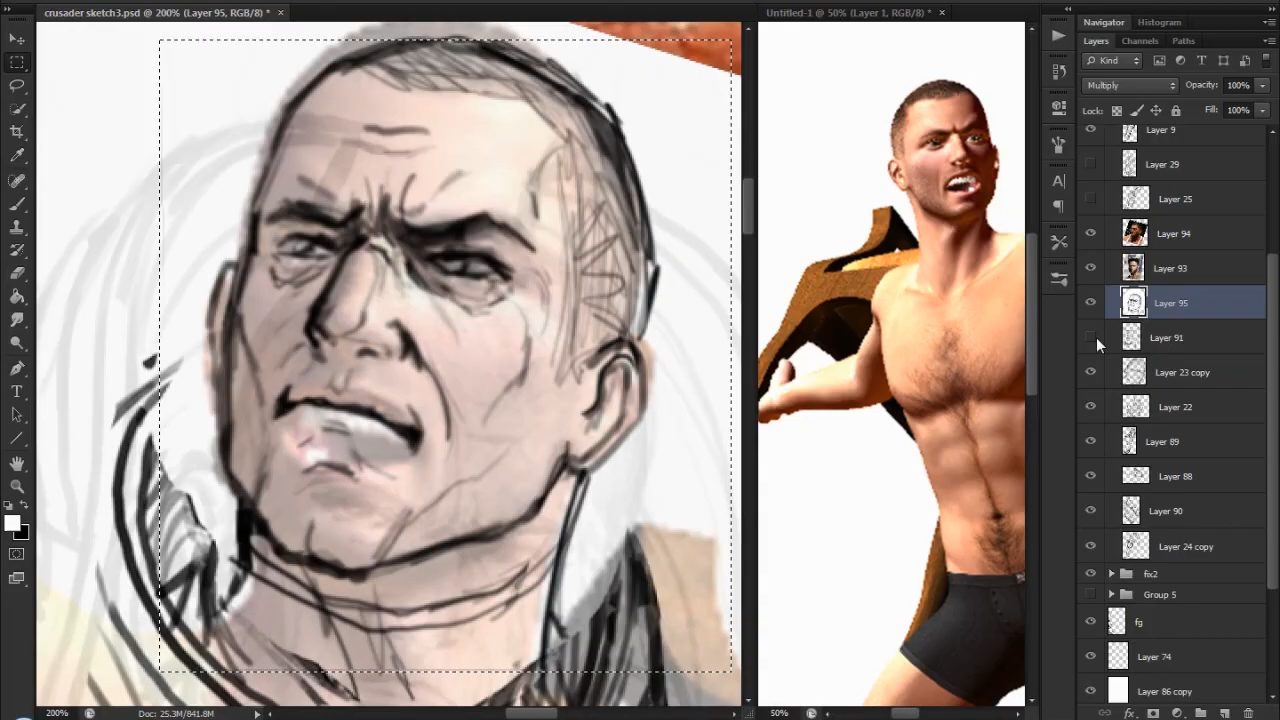 crusader sketch3.psd @ 200% (Layer 95, RGB/8) * ×
Untitled-1 @ 50% (Layer 1, RGB/8) * ×
Navigator Histogram
Layers Channels Paths
Kind
Multiply Opacity: 100%
Lock: Fill: 100%
Layer 9
Layer 29
Layer 25
Layer 94
Layer 93
Layer 95
Layer 91
Layer 23 copy
Layer 22
Layer 89
Layer 88
Layer 90
Layer 24 copy
fix2
Group 5
fg
Layer 74
Layer 86 copy
200% Doc: 25.3M/841.8M
50%